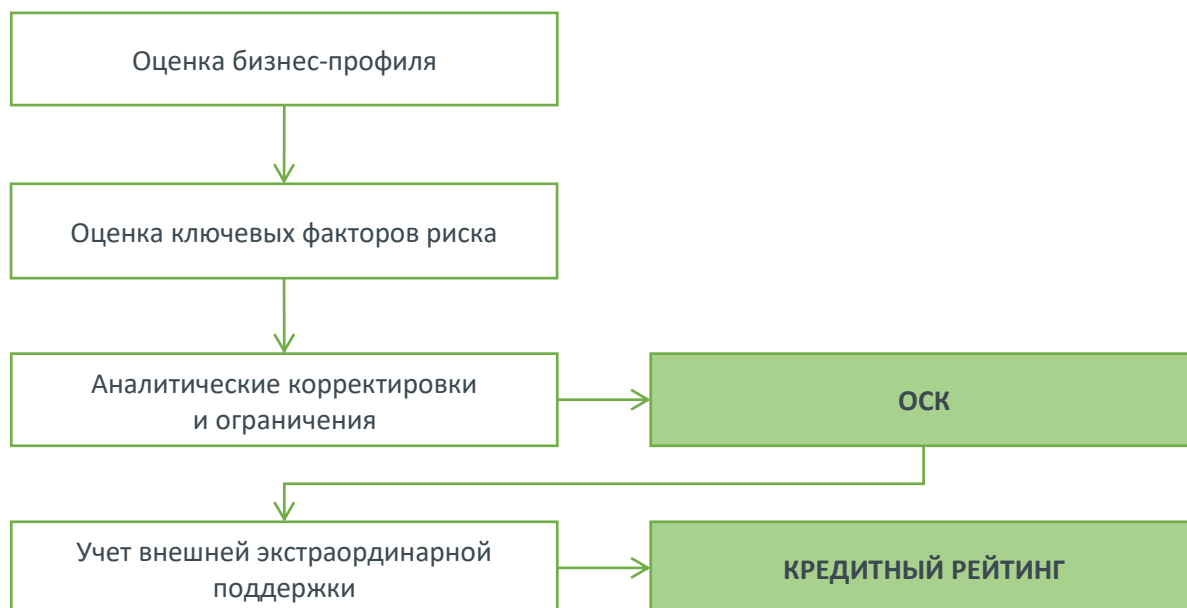 Оценка бизнес-профиля
Оценка ключевых факторов риска
Аналитические корректировки
и ограничения
ОСК
Учет внешней экстраординарной
поддержки
КРЕДИТНЫЙ РЕЙТИНГ